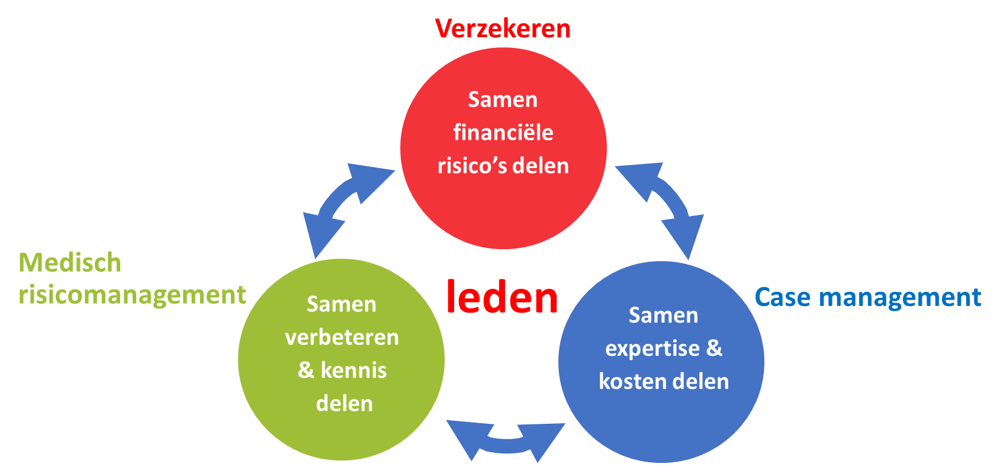 Verzekeren
Samen
financiële
risico’s delen
Medisch
risicomanagement
Samen
verbeteren
& kennis
delen
leden
Case management
Samen
expertise &
kosten delen